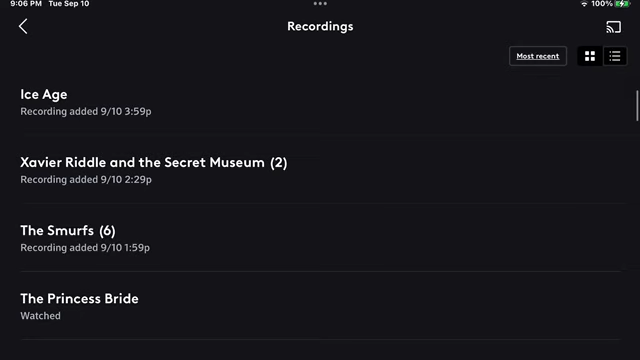 9:06 PM Tue Sep 10
100%
Recordings
Most recent
Ice Age
Recording added 9/10 3:59p
Xavier Riddle and the Secret Museum (2)
Recording added 9/10 2:29p
The Smurfs (6)
Recording added 9/10 1:59p
The Princess Bride
Watched